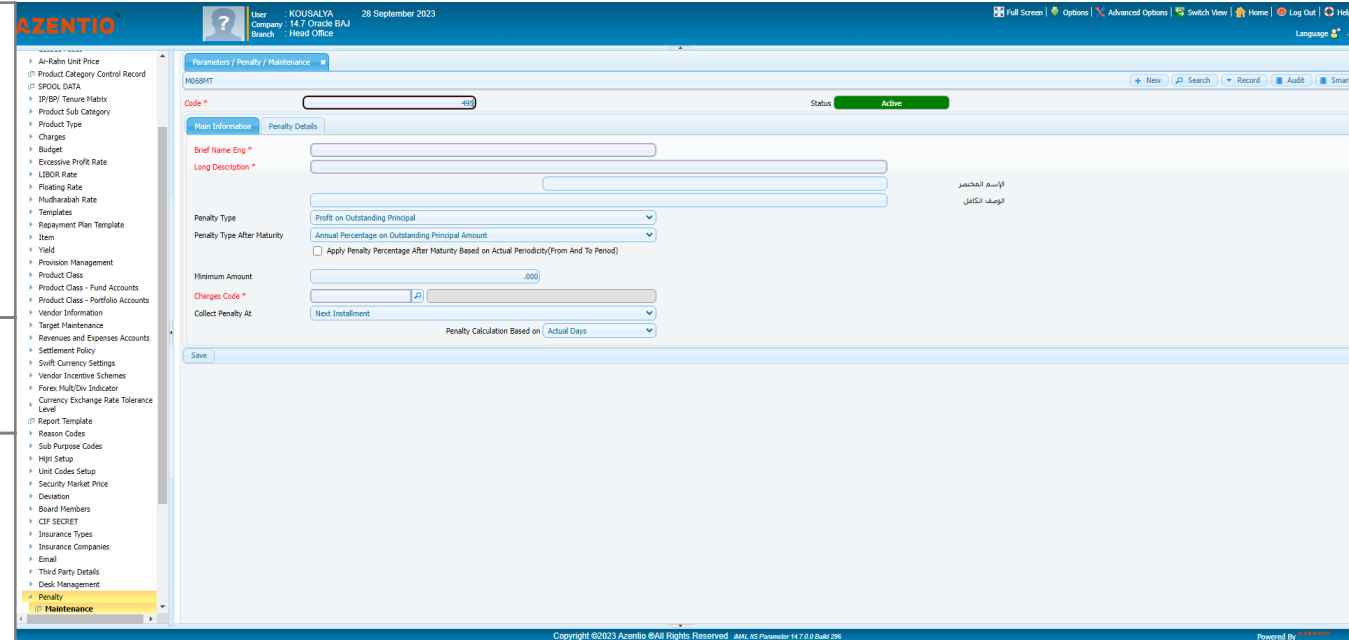 AZENTIO
?
User : KOUSALYA 28 September 2023
Company : 14.7 Oracle BAJ
Branch : Head Office
Full Screen | Options | Advanced Options | Switch View | Home | Log Out | Help
Language
Ar-Rahn Unit Price
Product Category Control Record
SPOOL DATA
IP/BP/ Tenure Matrix
Product Sub Category
Product Type
Charges
Budget
Excessive Profit Rate
LIBOR Rate
Floating Rate
Mudharabah Rate
Templates
Repayment Plan Template
Item
Yield
Provision Management
Product Class
Product Class - Fund Accounts
Product Class - Portfolio Accounts
Vendor Information
Target Maintenance
Revenues and Expenses Accounts
Settlement Policy
Swift Currency Settings
Vendor Incentive Schemes
Forex Mult/Div Indicator
Currency Exchange Rate Tolerance
Level
Report Template
Reason Codes
Sub Purpose Codes
Hijri Setup
Unit Codes Setup
Security Market Price
Deviation
Board Members
CIF SECRET
Insurance Types
Insurance Companies
Email
Third Party Details
Desk Management
Penalty
Maintenance
Parameters / Penalty / Maintenance x
M068MT
+ New Search Record Audit Smar
Code * 495 Status Active
Main Information Penalty Details
Brief Name Eng *
Long Description *
الإسم المختصر
الوصف الكامل
Penalty Type Profit on Outstanding Principal
Penalty Type After Maturity Annual Percentage on Outstanding Principal Amount
Apply Penalty Percentage After Maturity Based on Actual Periodicity(From And To Period)
Minimum Amount .000
Charges Code *
Collect Penalty At Next Installment
Penalty Calculation Based on Actual Days
Save
Copyright ©2023 Azentio ®All Rights Reserved iMAL IIS Parameter 14.7.0.0 Build 296
Powered By AZENTIO